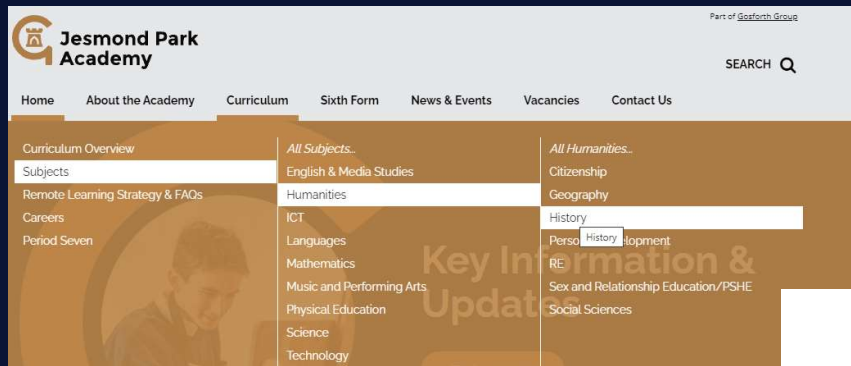 Part of Gosforth Group
Jesmond Park
Academy
SEARCH
Home About the Academy Curriculum Sixth Form News & Events Vacancies Contact Us
Curriculum Overview
Subjects
Remote Learning Strategy & FAQs
Careers
Period Seven
All Subjects...
English & Media Studies
Humanities
ICT
Languages
Mathematics
Music and Performing Arts
Physical Education
Science
Technology
All Humanities...
Citizenship
Geography
History
History
RE
Sex and Relationship Education/PSHE
Social Sciences
Key Information &
Updates